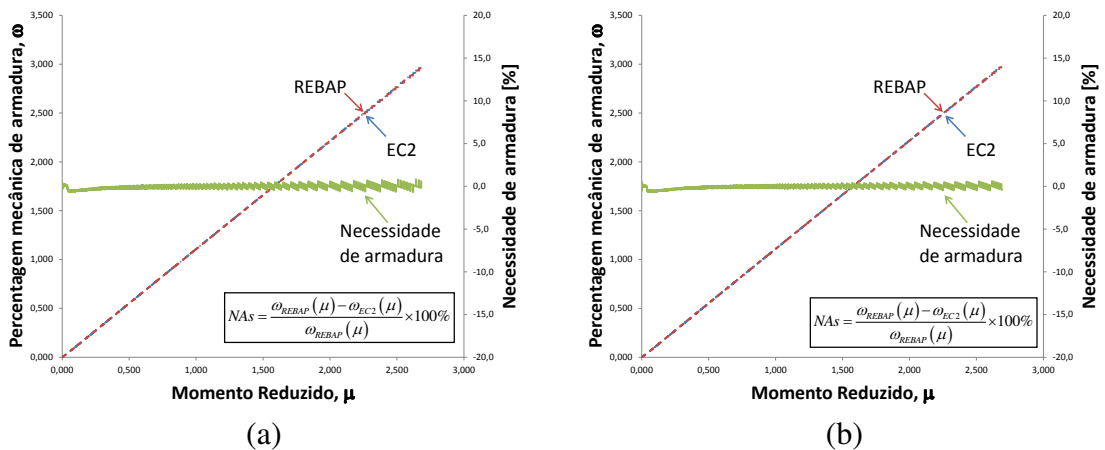 3,500
3,000
2,500
2,000
1,500
1,000
0,500
0,000
20,0
15,0
10,0
5,0
0,0
-5,0
-10,0
-15,0
-20,0
0,000 0,500 1,000 1,500 2,000 2,500 3,000
Percentagem mecânica de armadura, ω
Necessidade de armadura [%]
Momento Reduzido, μ
REBAP
EC2
Necessidade
de armadura
NAs = (ω_REBAP (μ) − ω_EC2 (μ)) / ω_REBAP (μ) ×100%
(a)
3,500
3,000
2,500
2,000
1,500
1,000
0,500
0,000
20,0
15,0
10,0
5,0
0,0
-5,0
-10,0
-15,0
-20,0
0,000 0,500 1,000 1,500 2,000 2,500 3,000
Percentagem mecânica de armadura, ω
Necessidade de armadura [%]
Momento Reduzido, μ
REBAP
EC2
Necessidade
de armadura
NAs = (ω_REBAP (μ) − ω_EC2 (μ)) / ω_REBAP (μ) ×100%
(b)